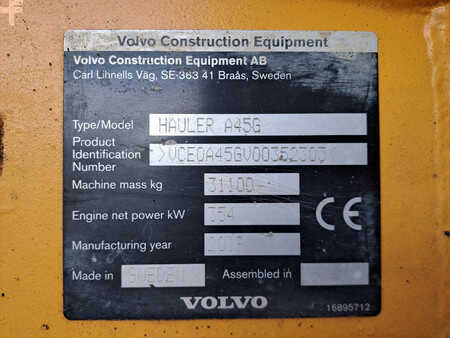 Volvo Construction Equipment
Volvo Construction Equipment AB
Carl Lihnells Väg, SE-363 41 Braås, Sweden
Type/Model HAULER A45G
Product
Identification
Number
Machine mass kg 31100
Engine net power kW 354
Manufacturing year
Made in SWEDEN Assembled in
CE
VOLVO
16895712